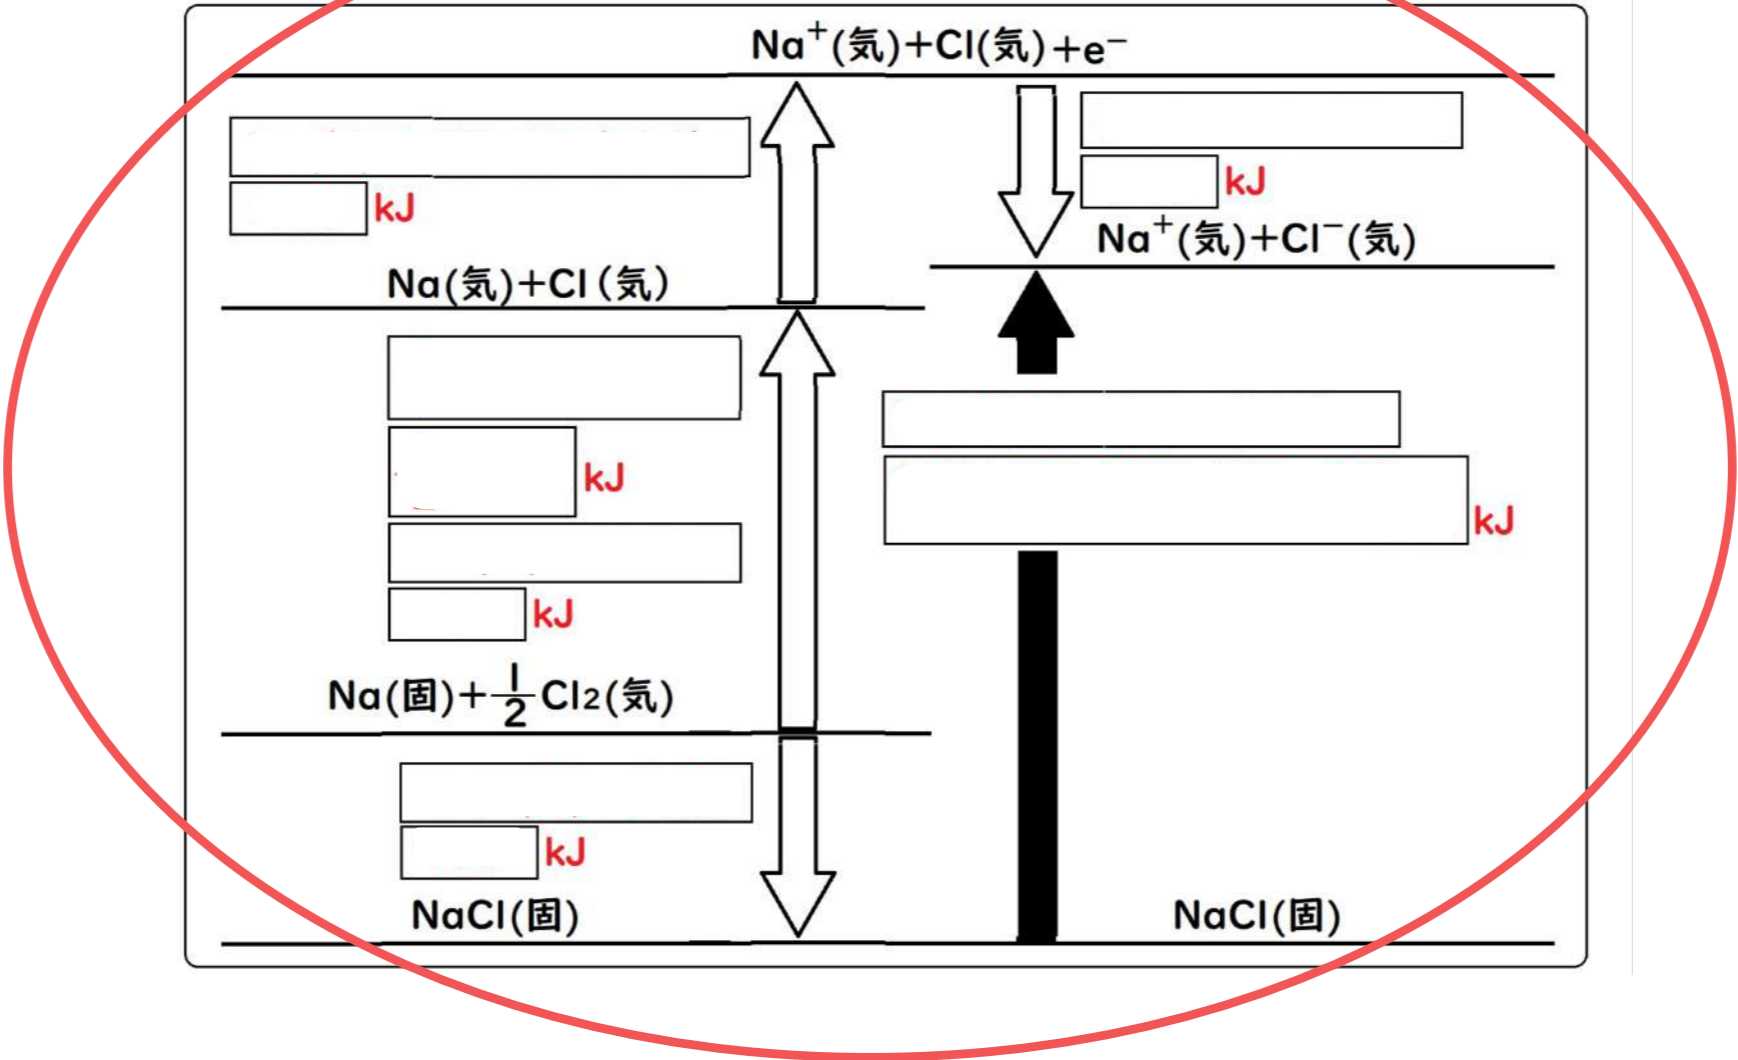 Na⁺(気)+Cl(気)+e⁻
kJ
kJ
Na⁺(気)+Cl⁻(気)
Na(気)+Cl(気)
kJ
kJ
kJ
Na(固)+1/2Cl₂(気)
kJ
NaCl(固)
NaCl(固)